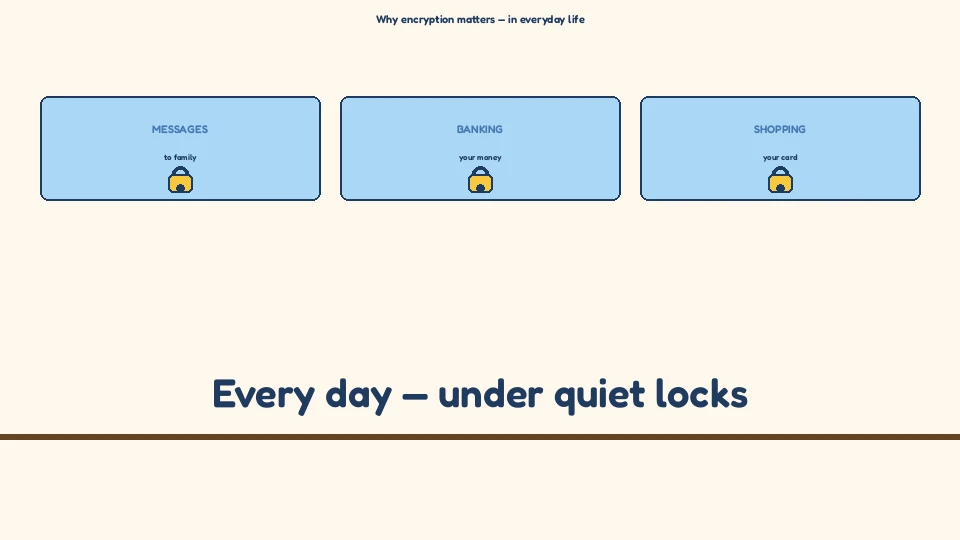 Why encryption matters – in everyday life
MESSAGES
to family
BANKING
your money
SHOPPING
your card
Every day – under quiet locks